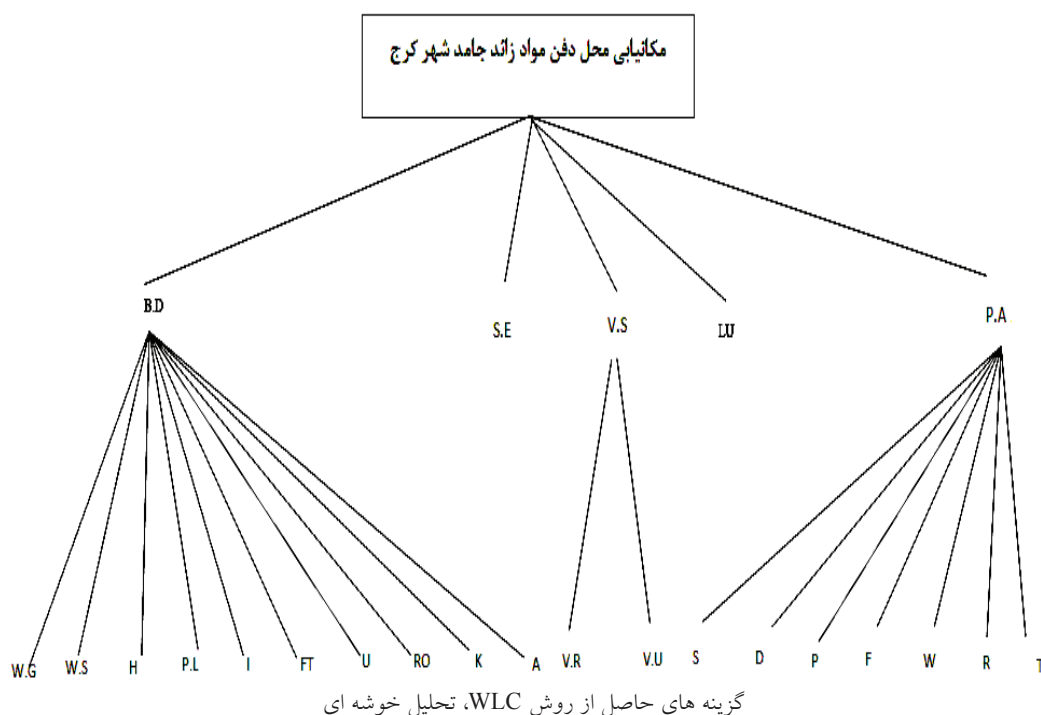 مکانیابی محل دفن مواد زائد جامد شهر کرج
B.D
S.E
V.S
LU
P.A
W.G
W.S
H
P.L
I
FT
U
RO
K
A
V.R
V.U
S
D
P
F
W
R
T
گزینه های حاصل از روش WLC، تحلیل خوشه ای